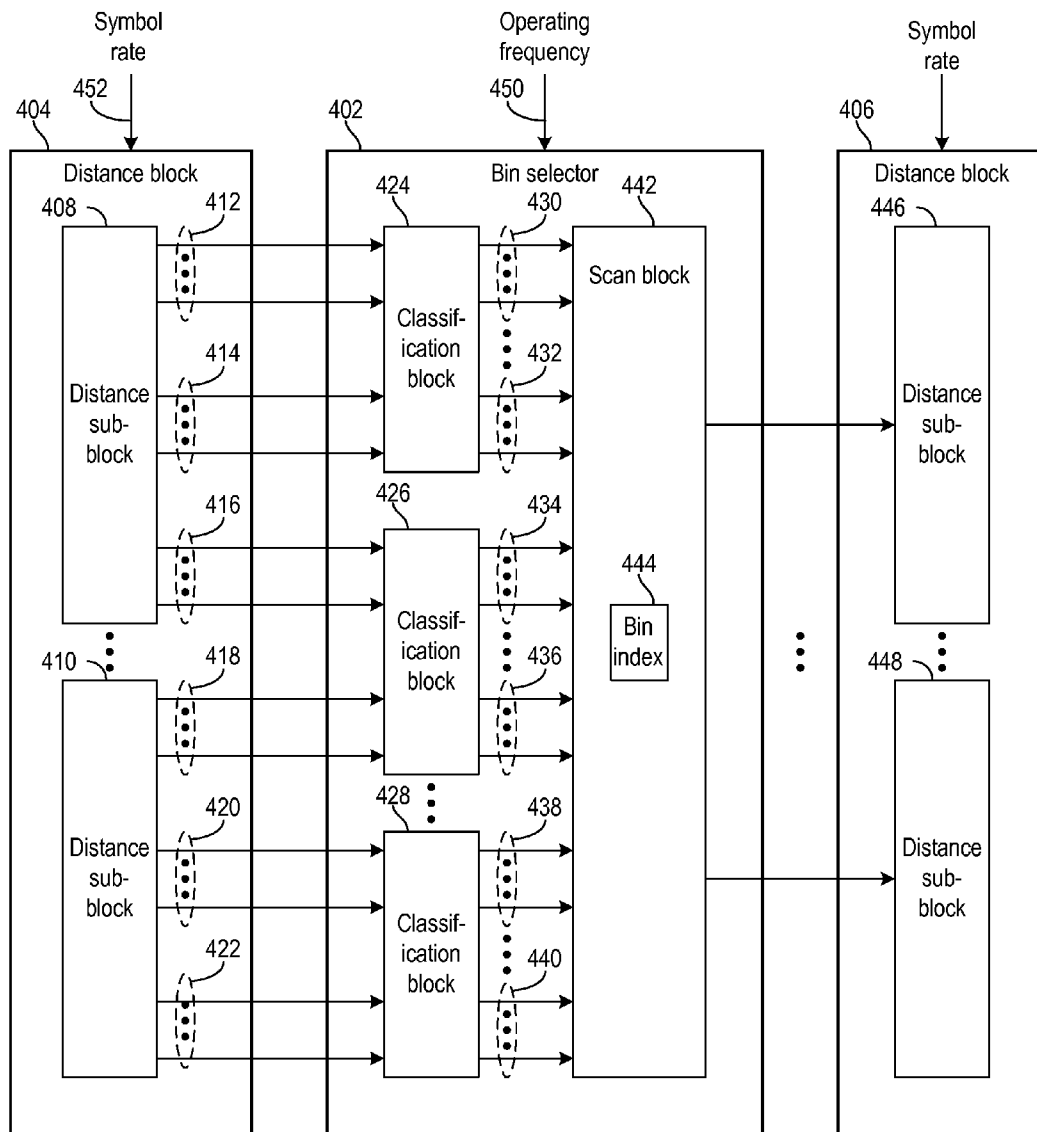 Symbol
rate
Operating
frequency
Symbol
rate
452
450
404
402
406
Distance block
Bin selector
Distance block
408
412
424
430
442
446
Scan block
Classif-
ication
block
414
432
Distance
sub-
block
Distance
sub-
block
416
426
434
444
Bin
index
Classif-
ication
block
410
418
436
448
420
428
438
Distance
sub-
block
Distance
sub-
block
Classif-
ication
block
422
440